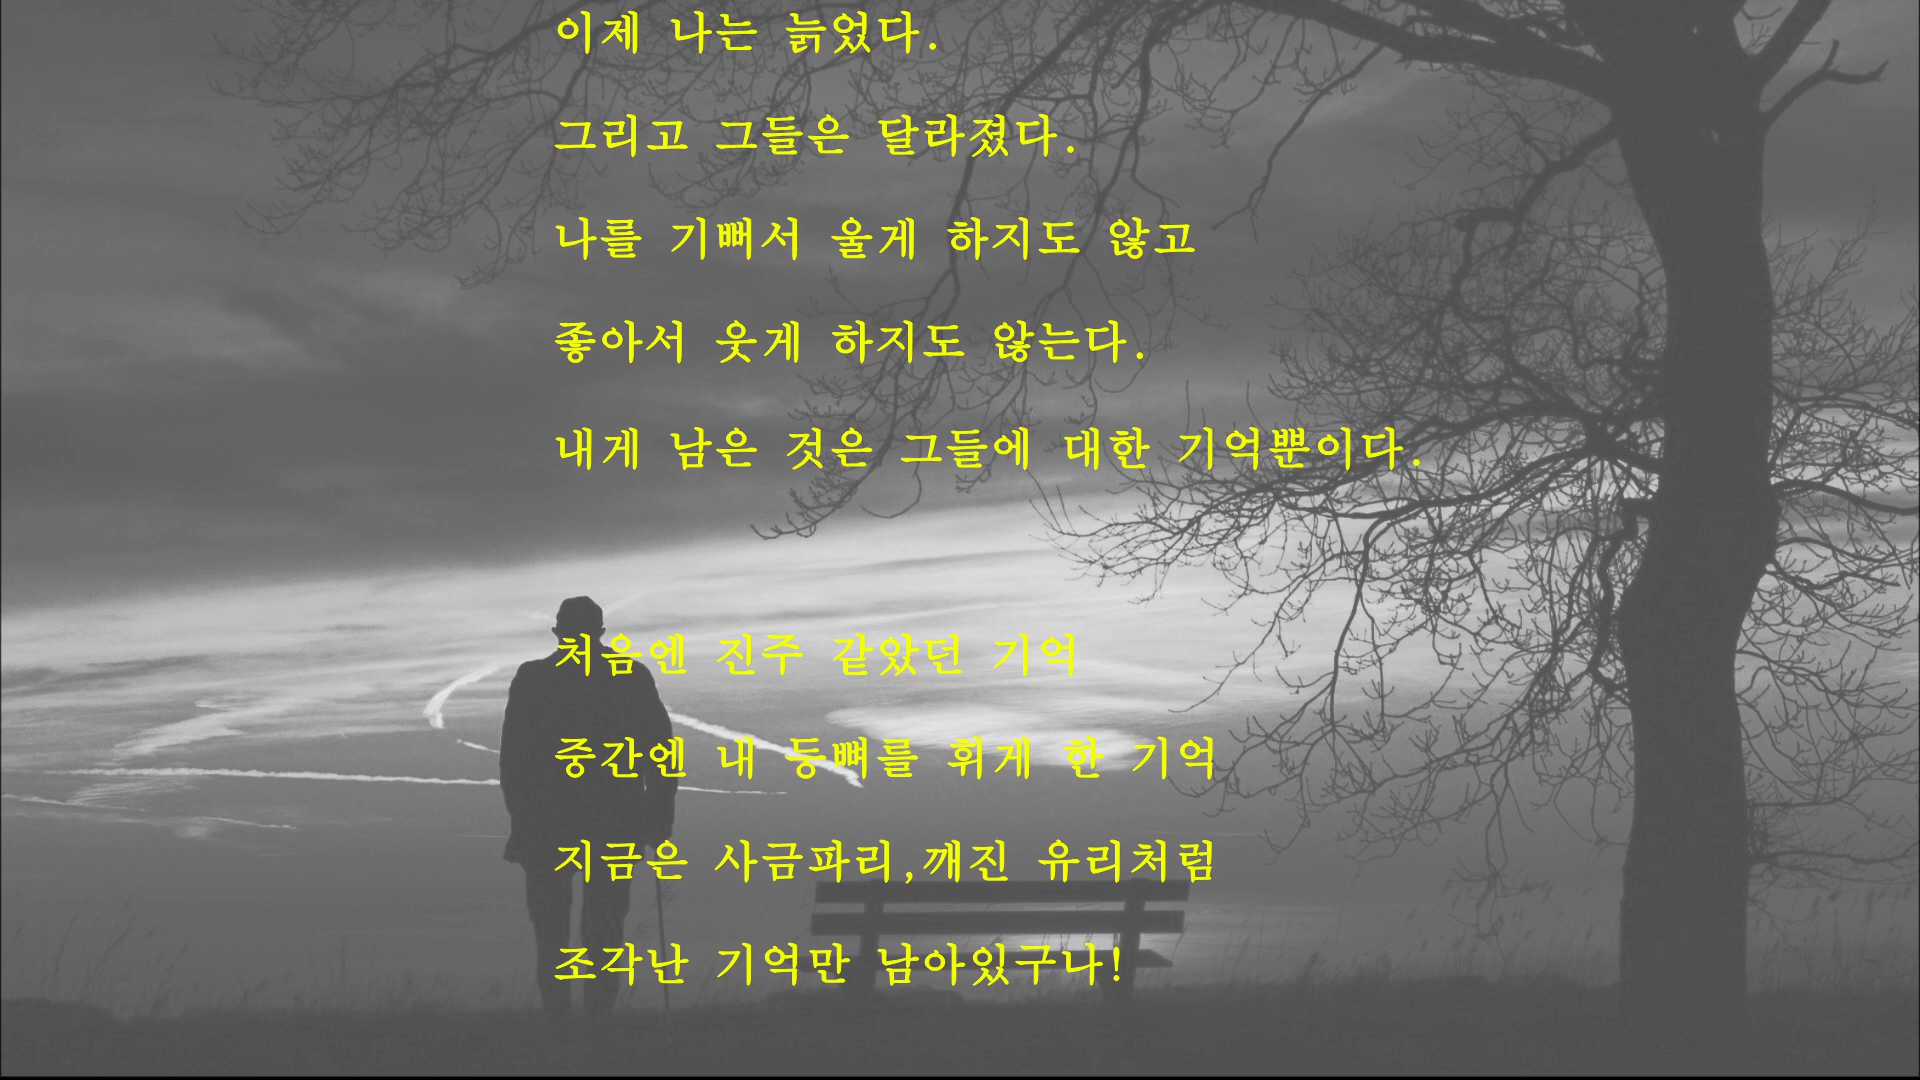 이제 나는 늙었다.
그리고 그들은 달라졌다.
나를 기뻐서 울게 하지도 않고
좋아서 웃게 하지도 않는다.
내게 남은 것은 그들에 대한 기억뿐이다.
처음엔 진주 같았던 기억
중간엔 내 등뼈를 휘게 한 기억
지금은 사금파리,깨진 유리처럼
조각난 기억만 남아있구나!